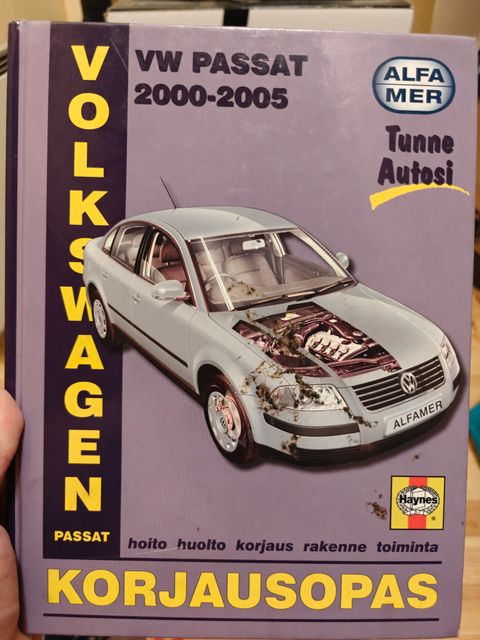 VW PASSAT
2000-2005
ALFA
MER
Tunne
Autosi
VOLKSWAGEN
PASSAT
ALFAMER
Haynes
®
hoito huolto korjaus rakenne toiminta
KORJAUSOPAS